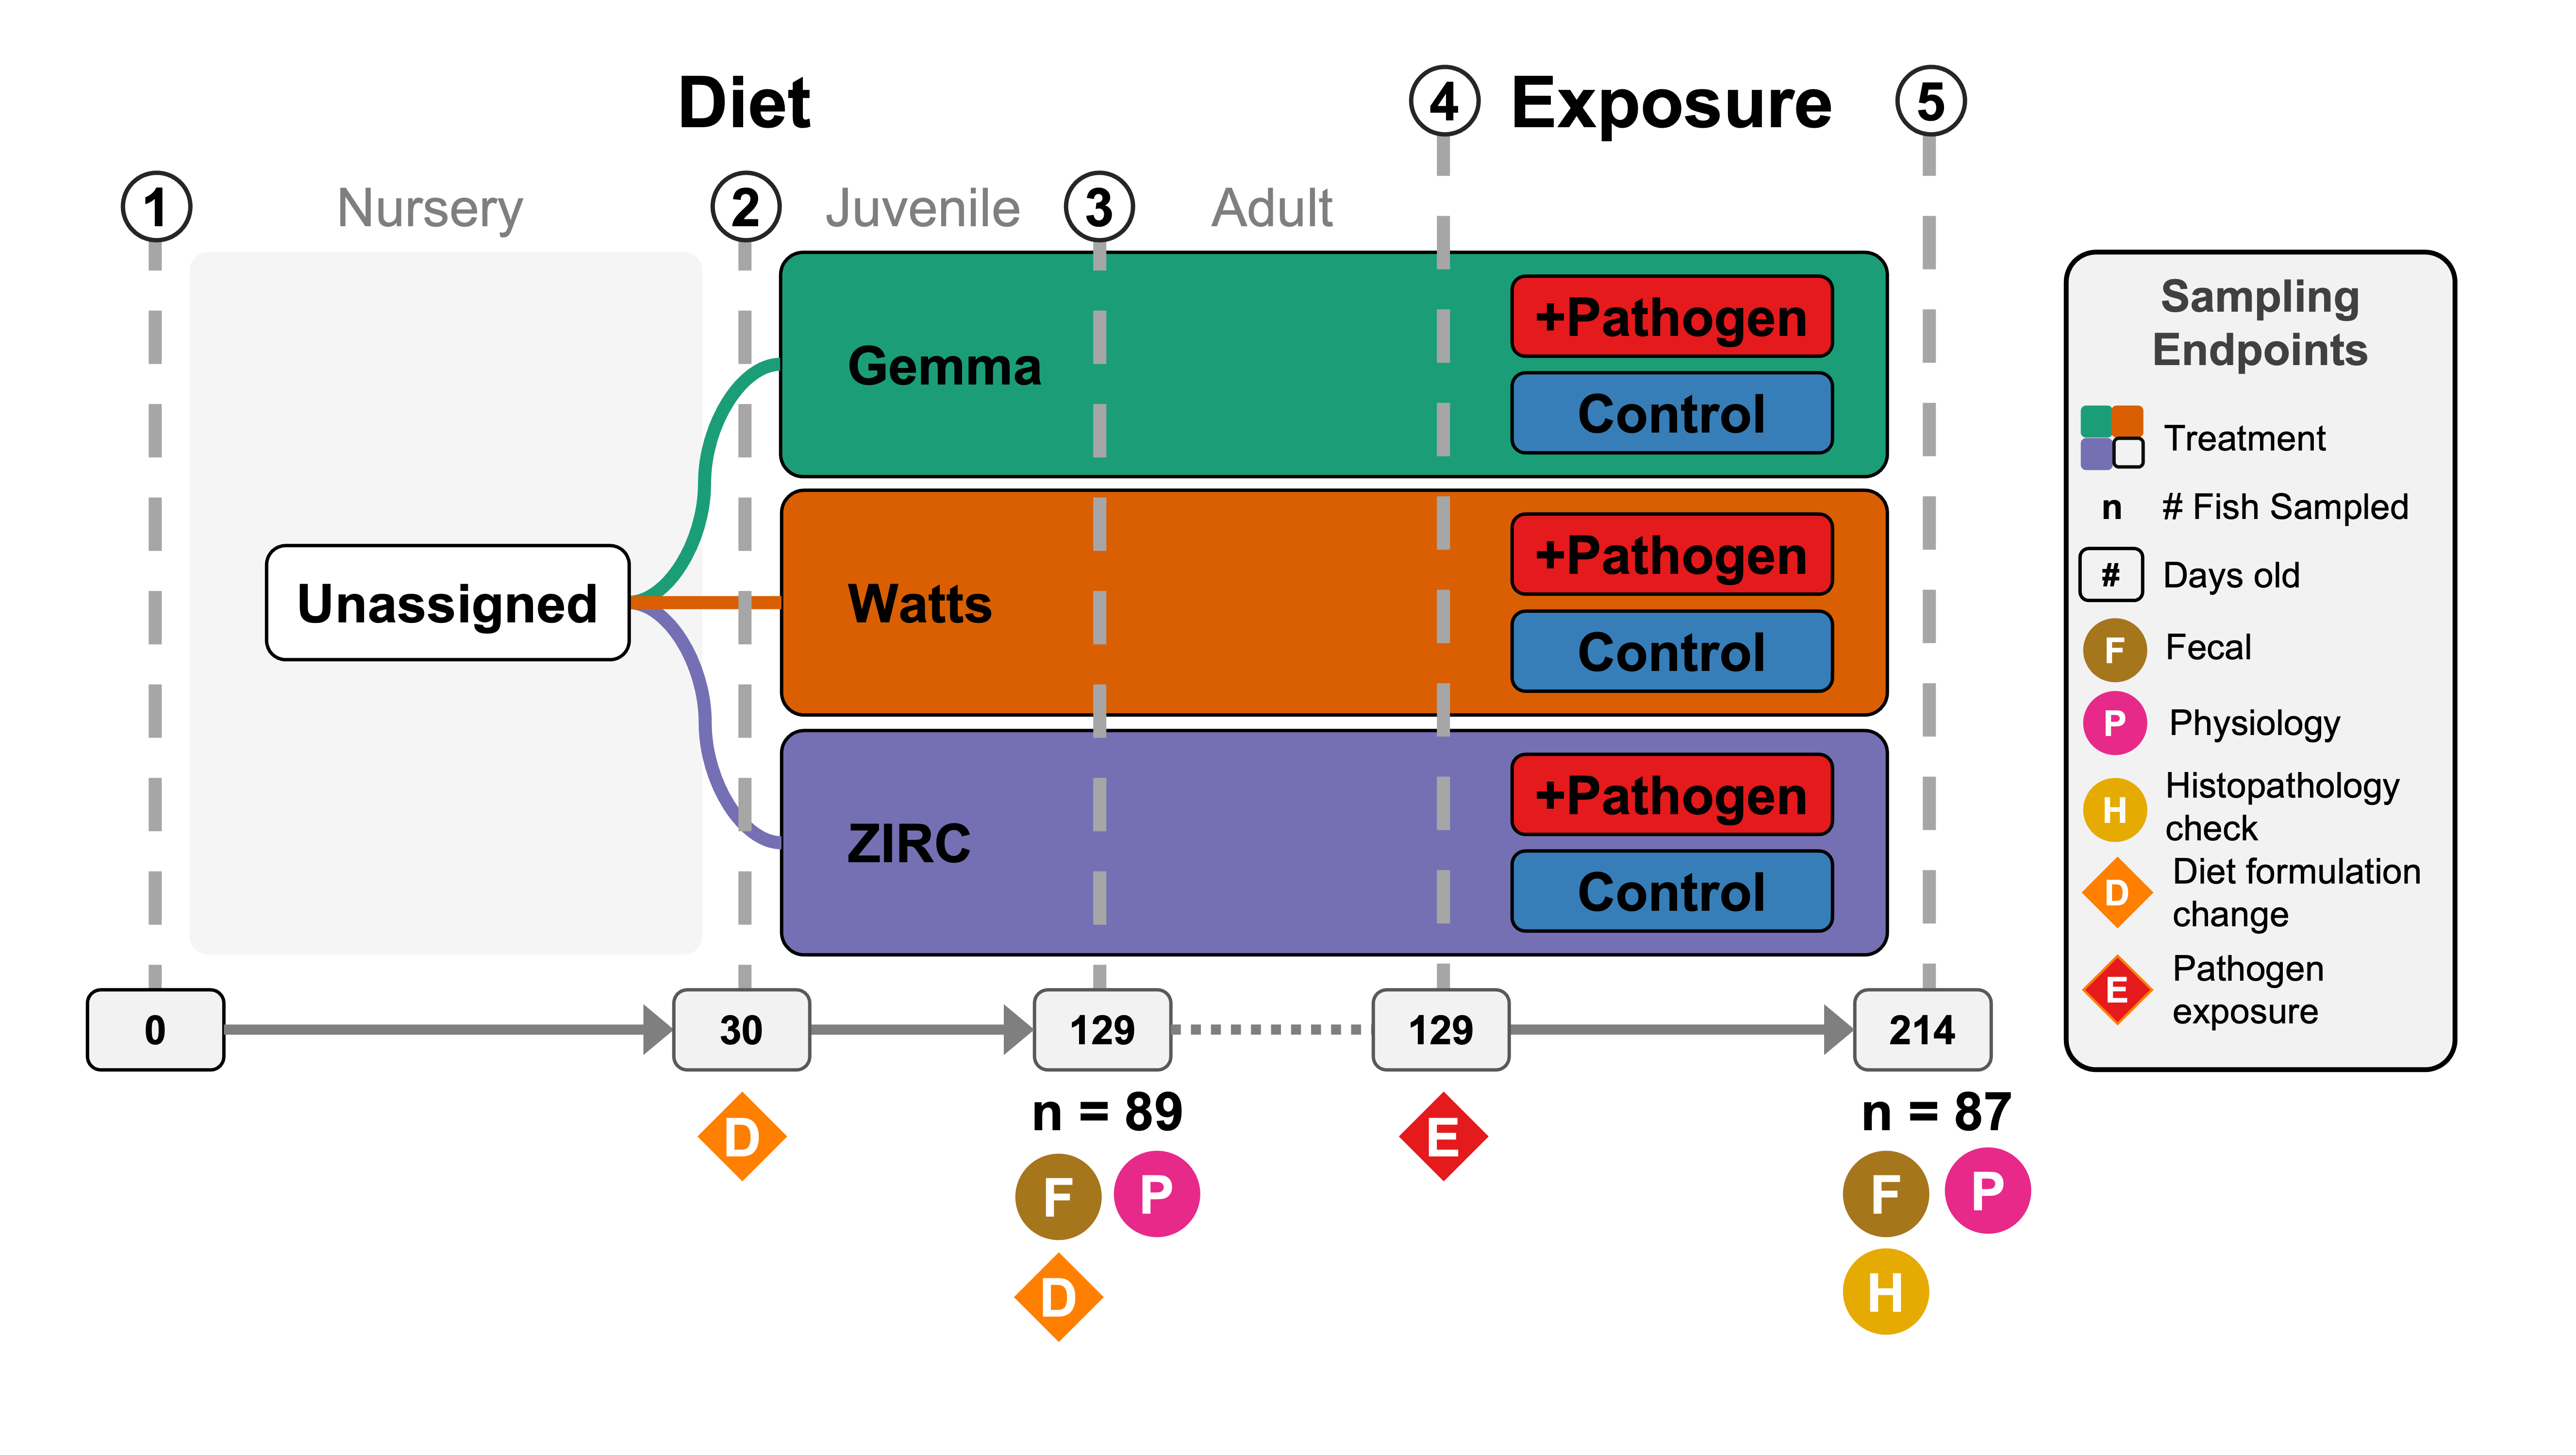 Diet
4
Exposure
5
1
Nursery
2
Juvenile
3
Adult
Gemma
+Pathogen
Control
Unassigned
Watts
+Pathogen
Control
ZIRC
+Pathogen
Control
0
30
129
129
214
D
n = 89
F
P
D
E
n = 87
F
P
H
Sampling
Endpoints
Treatment
n # Fish Sampled
# Days old
F Fecal
P Physiology
H Histopathology
check
D Diet formulation
change
E Pathogen
exposure